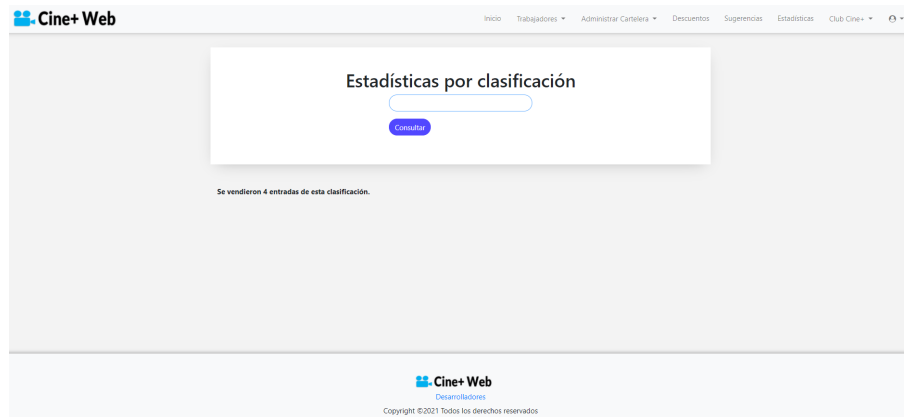 Cine+ Web
Inicio Trabajadores Administrar Cartelera Descuentos Sugerencias Estadísticas Club Cine+
Estadísticas por clasificación
Consultar
Se vendieron 4 entradas de esta clasificación.
Cine+ Web
Desarrolladores
Copyright ©2021 Todos los derechos reservados